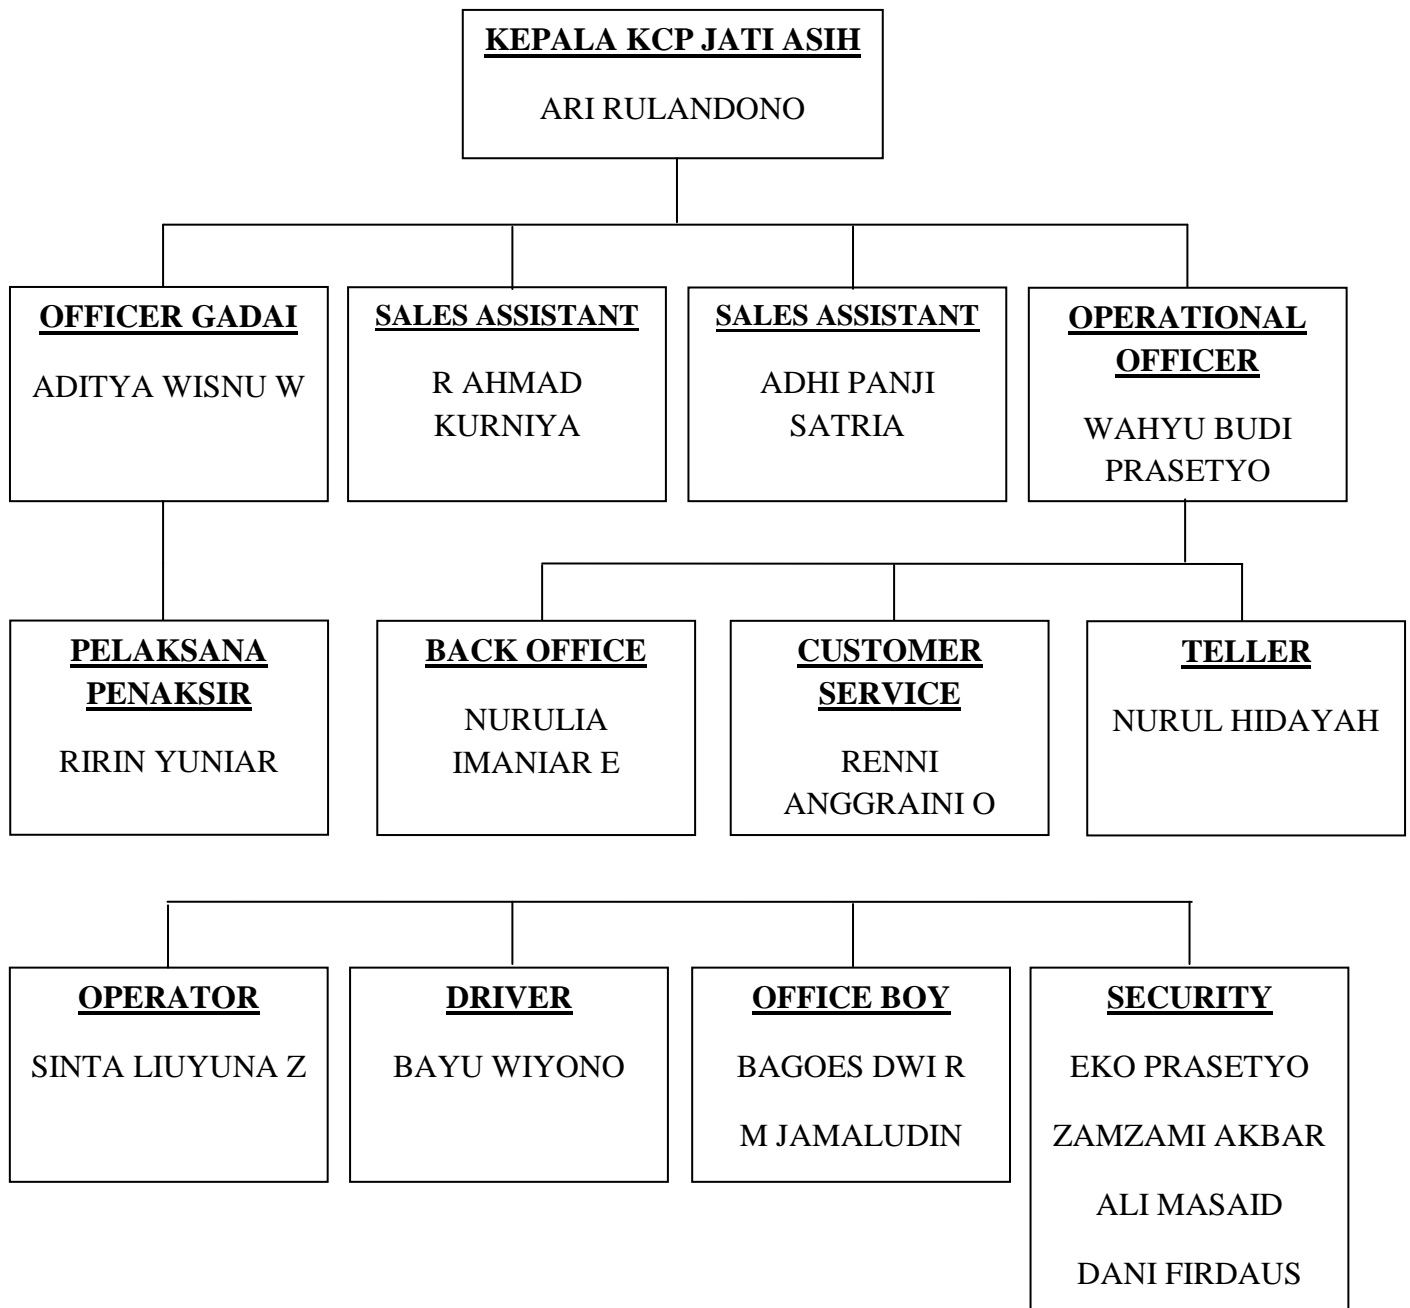 KEPALA KCP JATI ASIH
ARI RULANDONO
OFFICER GADAI
ADITYA WISNU W
SALES ASSISTANT
R AHMAD
KURNIYA
SALES ASSISTANT
ADHI PANJI
SATRIA
OPERATIONAL
OFFICER
WAHYU BUDI
PRASETYO
PELAKSANA
PENAKSIR
RIRIN YUNIAR
BACK OFFICE
NURULIA
IMANIAR E
CUSTOMER
SERVICE
RENNI
ANGGRAINI O
TELLER
NURUL HIDAYAH
OPERATOR
SINTA LIUYUNA Z
DRIVER
BAYU WIYONO
OFFICE BOY
BAGOES DWI R
M JAMALUDIN
SECURITY
EKO PRASETYO
ZAMZAMI AKBAR
ALI MASAID
DANI FIRDAUS